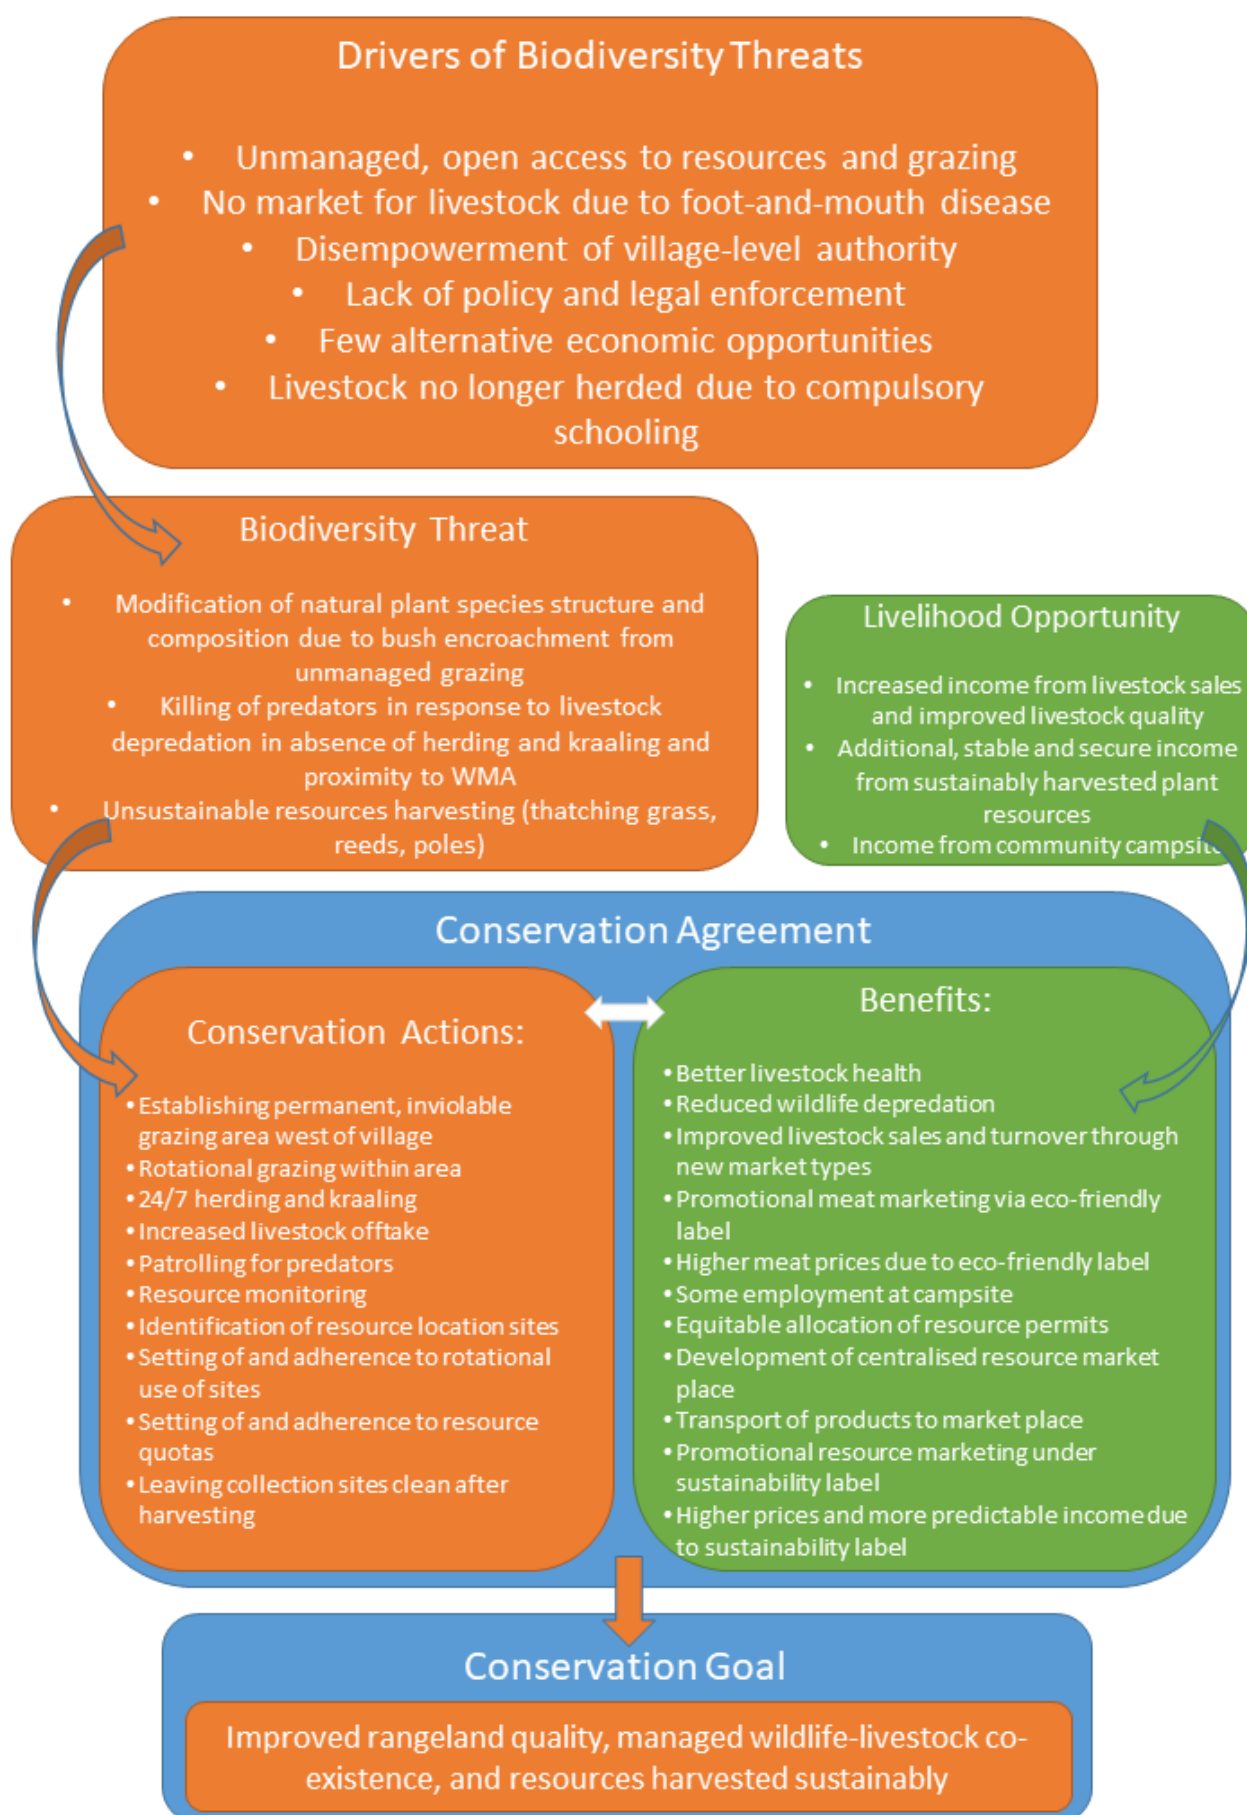 Drivers of Biodiversity Threats
• Unmanaged, open access to resources and grazing
• No market for livestock due to foot-and-mouth disease
• Disempowerment of village-level authority
• Lack of policy and legal enforcement
• Few alternative economic opportunities
• Livestock no longer herded due to compulsory
schooling
Biodiversity Threat
• Modification of natural plant species structure and
composition due to bush encroachment from
unmanaged grazing
• Killing of predators in response to livestock
depredation in absence of herding and kraaling and
proximity to WMA
• Unsustainable resources harvesting (thatching grass,
reeds, poles)
Livelihood Opportunity
• Increased income from livestock sales
and improved livestock quality
• Additional, stable and secure income
from sustainably harvested plant
resources
• Income from community campsite
Conservation Agreement
Conservation Actions:
• Establishing permanent, inviolable
grazing area west of village
• Rotational grazing within area
• 24/7 herding and kraaling
• Increased livestock offtake
• Patrolling for predators
• Resource monitoring
• Identification of resource location sites
• Setting of and adherence to rotational
use of sites
• Setting of and adherence to resource
quotas
• Leaving collection sites clean after
harvesting
Benefits:
• Better livestock health
• Reduced wildlife depredation
• Improved livestock sales and turnover through
new market types
• Promotional meat marketing via eco-friendly
label
• Higher meat prices due to eco-friendly label
• Some employment at campsite
• Equitable allocation of resource permits
• Development of centralised resource market
place
• Transport of products to market place
• Promotional resource marketing under
sustainability label
• Higher prices and more predictable income due
to sustainability label
Conservation Goal
Improved rangeland quality, managed wildlife-livestock co-
existence, and resources harvested sustainably